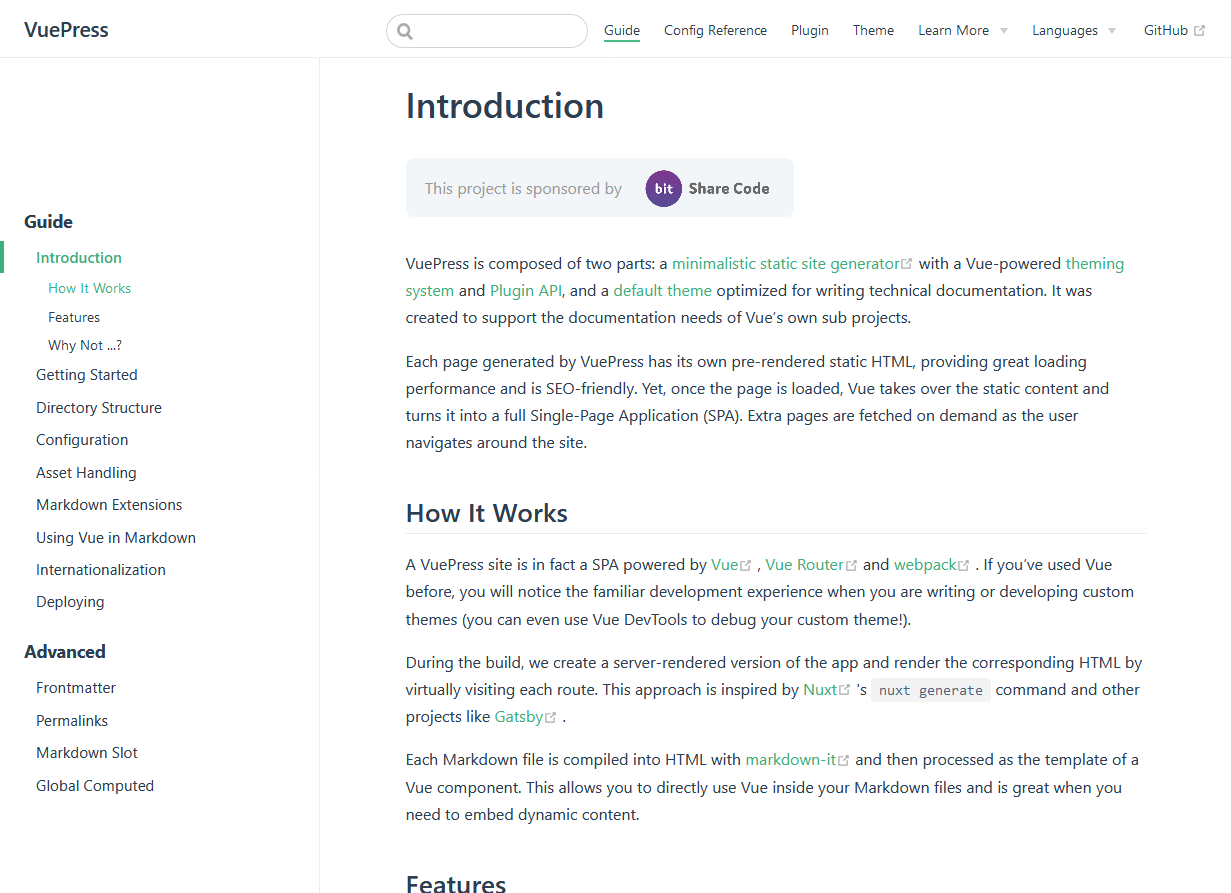 VuePress
Guide
Config Reference
Plugin
Theme
Learn More
Languages
GitHub
Guide
Introduction
How It Works
Features
Why Not ...?
Getting Started
Directory Structure
Configuration
Asset Handling
Markdown Extensions
Using Vue in Markdown
Internationalization
Deploying
Advanced
Frontmatter
Permalinks
Markdown Slot
Global Computed
Introduction
This project is sponsored by bit Share Code
VuePress is composed of two parts: a minimalistic static site generator with a Vue-powered theming
system and Plugin API, and a default theme optimized for writing technical documentation. It was
created to support the documentation needs of Vue’s own sub projects.
Each page generated by VuePress has its own pre-rendered static HTML, providing great loading
performance and is SEO-friendly. Yet, once the page is loaded, Vue takes over the static content and
turns it into a full Single-Page Application (SPA). Extra pages are fetched on demand as the user
navigates around the site.
How It Works
A VuePress site is in fact a SPA powered by Vue , Vue Router and webpack . If you’ve used Vue
before, you will notice the familiar development experience when you are writing or developing custom
themes (you can even use Vue DevTools to debug your custom theme!).
During the build, we create a server-rendered version of the app and render the corresponding HTML by
virtually visiting each route. This approach is inspired by Nuxt 's nuxt generate command and other
projects like Gatsby .
Each Markdown file is compiled into HTML with markdown-it and then processed as the template of a
Vue component. This allows you to directly use Vue inside your Markdown files and is great when you
need to embed dynamic content.
Features